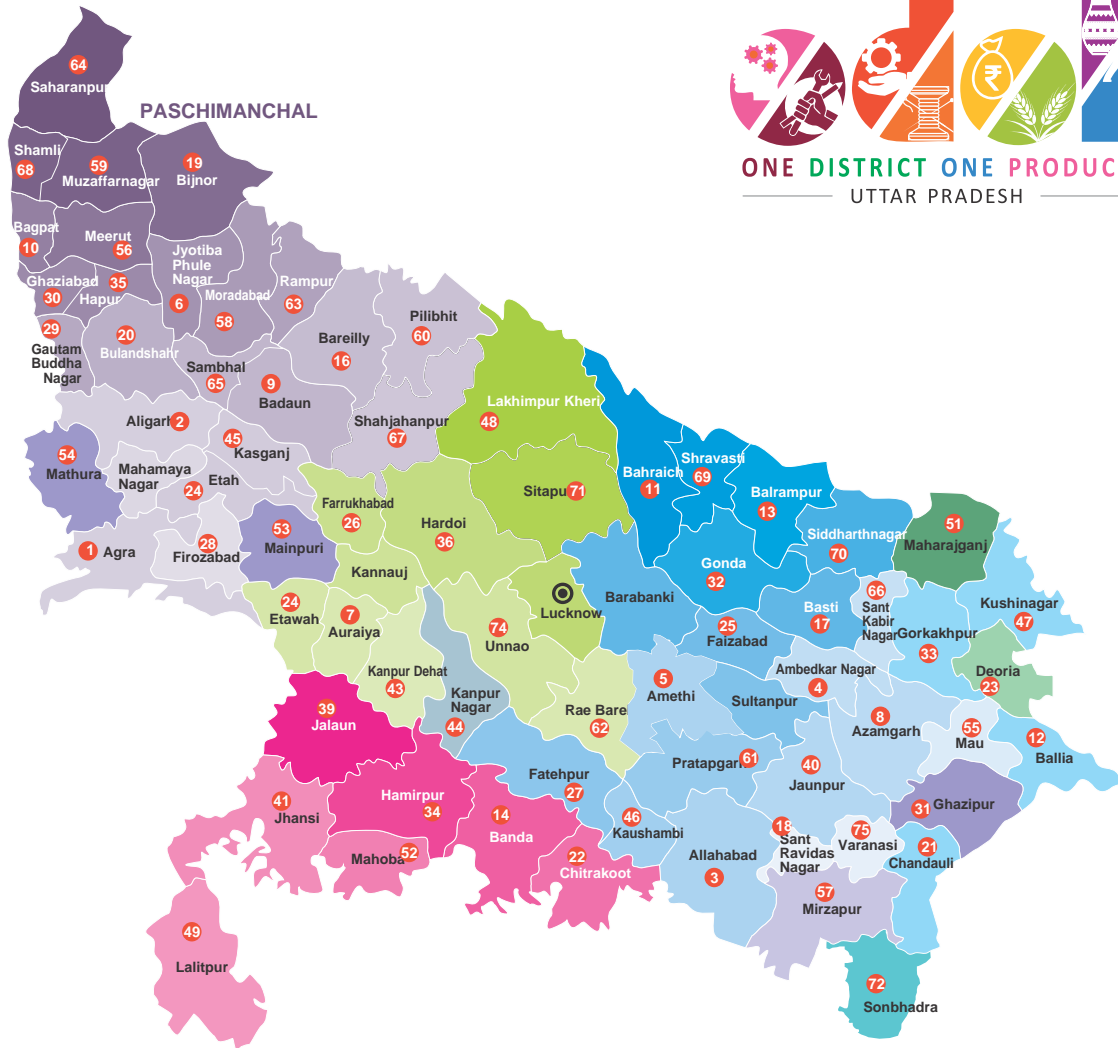 ONE DISTRICT ONE PRODUC
UTTAR PRADESH
PASCHIMANCHAL
64
Saharanpur
Shamli
68
59
Muzaffarnagar
19
Bijnor
Bagpat
10
Meerut
56
Jyotiba
Phule
Nagar
6
Ghaziabad
30
35
Hapur
Moradabad
58
Rampur
63
29
Gautam
Buddha
Nagar
20
Bulandshahr
Sambhal
65
9
Badaun
Bareilly
16
Pilibhit
60
Shahjahanpur
67
Lakhimpur Kheri
48
Aligarh
2
45
Kasganj
54
Mathura
Mahamaya
Nagar
Etah
24
Sitapu
71
Bahraich
11
Shravasti
69
Balrampur
13
Siddharthnagar
70
51
Maharajganj
1
Agra
28
Firozabad
53
Mainpuri
Farrukhabad
26
Hardoi
36
Kannauj
Lucknow
Barabanki
Gonda
32
Basti
17
66
Sant
Kabir
Nagar
Gorkakhpur
33
Kushinagar
47
24
Etawah
7
Auraiya
74
Unnao
25
Faizabad
Ambedkar Nagar
4
Deoria
23
Kanpur Dehat
43
Kanpur
Nagar
44
5
Amethi
Sultanpur
Rae Bare
62
39
Jalaun
8
Azamgarh
55
Mau
12
Ballia
Pratapgarh
61
40
Jaunpur
Fatehpur
27
41
Jhansi
Hamirpur
34
14
Banda
46
Kaushambi
31
Ghazipur
Mahoba
52
22
Chitrakoot
Allahabad
3
18
Sant
Ravidas
Nagar
75
Varanasi
21
Chandauli
57
Mirzapur
49
Lalitpur
72
Sonbhadra